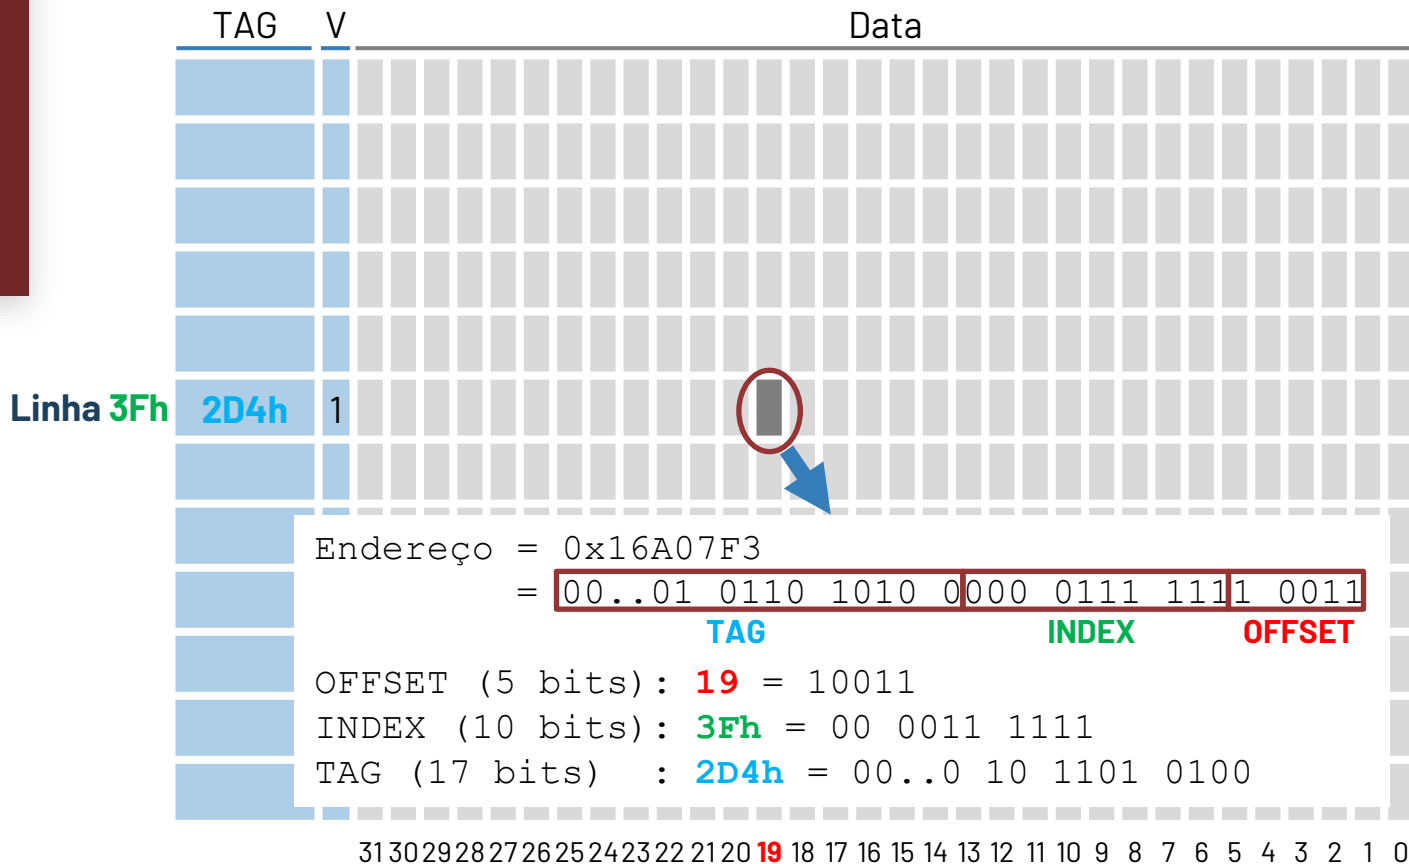 TAG V Data
Linha 3Fh 2D4h 1
Endereço = 0x16A07F3
= 00..01 0110 1010 0000 0111 1111 0011
TAG INDEX OFFSET
OFFSET (5 bits): 19 = 10011
INDEX (10 bits): 3Fh = 00 0011 1111
TAG (17 bits) : 2D4h = 00..0 10 1101 0100
31 30 29 28 27 26 25 24 23 22 21 20 19 18 17 16 15 14 13 12 11 10 9 8 7 6 5 4 3 2 1 0